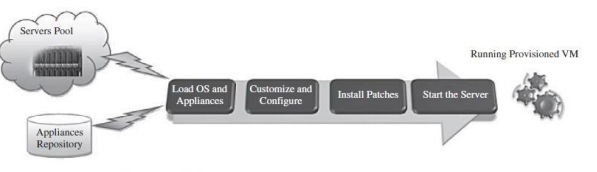 Servers Pool
Running Provisioned VM
Load OS and
Appliances
Customize and
Configure
Install Patches
Start the Server
Appliances
Repository